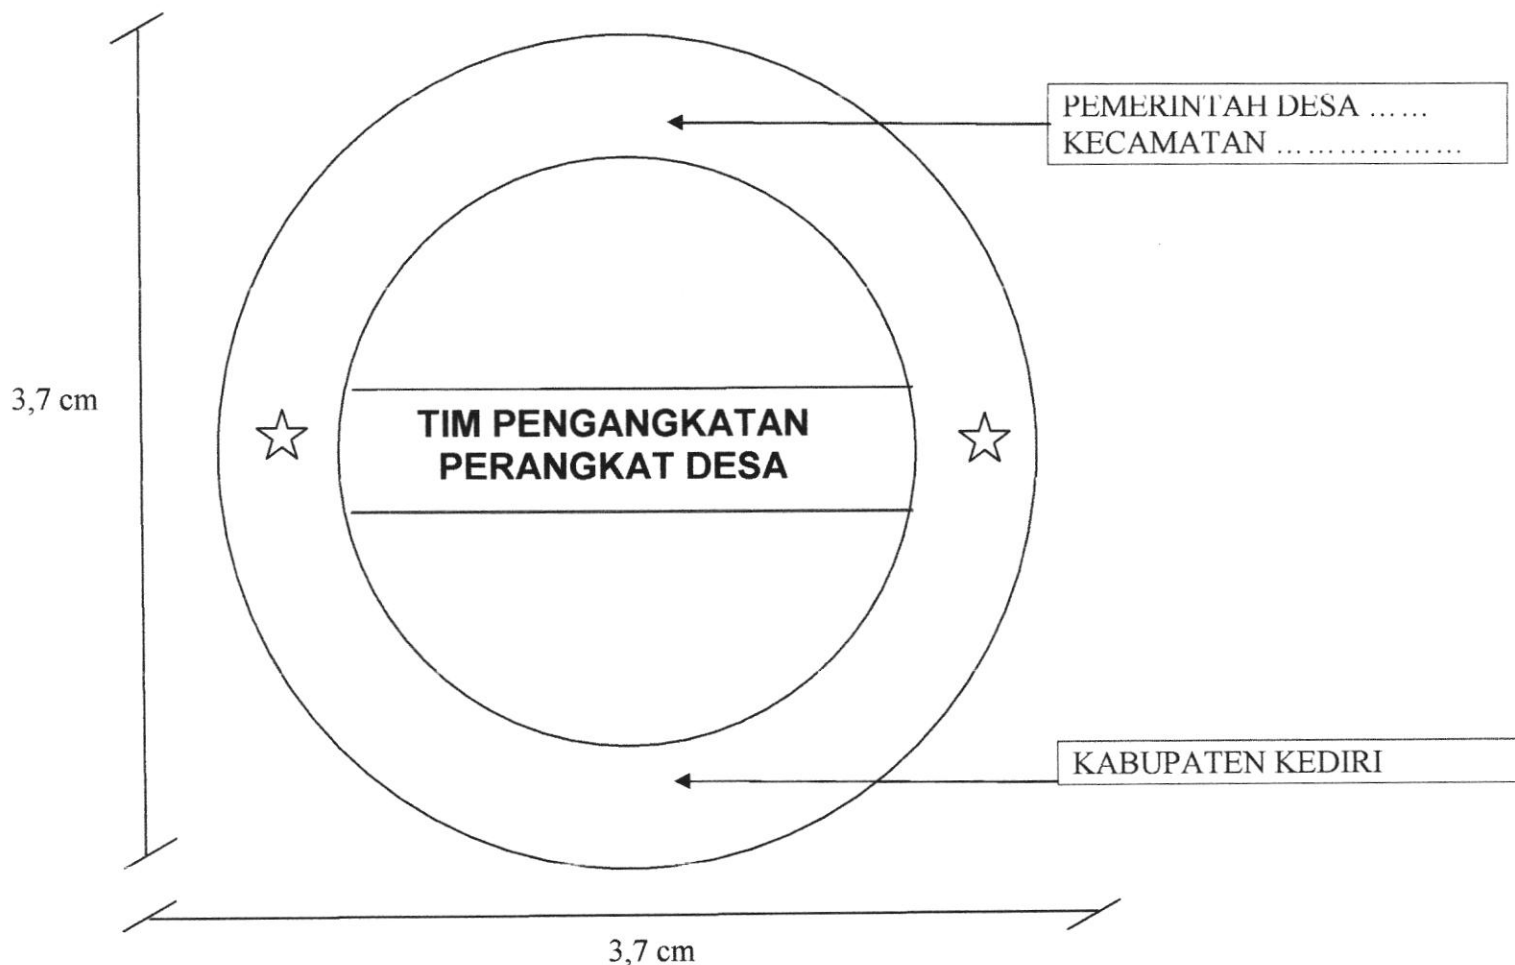 PEMERINTAH DESA ……
KECAMATAN ………………
3,7 cm
TIM PENGANGKATAN
PERANGKAT DESA
KABUPATEN KEDIRI
3,7 cm